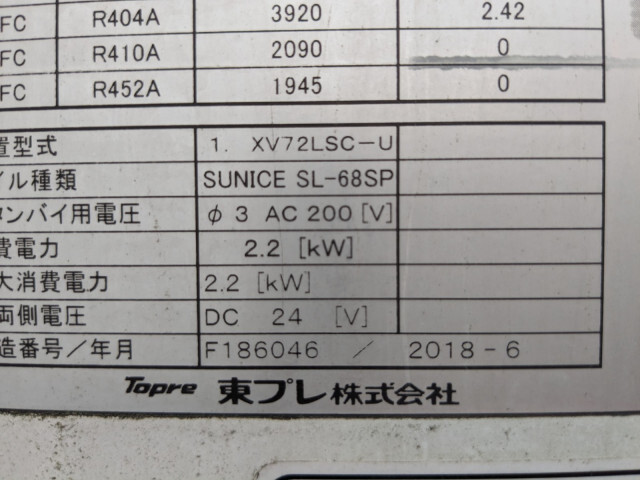 FC R404A 3920 2.42
FC R410A 2090 0
FC R452A 1945 0
置型式 1. XV72LSC-U
イル種類 SUNICE SL-68SP
タンバイ用電圧 φ3 AC 200 [V]
費電力 2.2 [kW]
大消費電力 2.2 [kW]
両側電圧 DC 24 [V]
造番号/年月 F186046 / 2018-6
Topre 東プレ株式会社